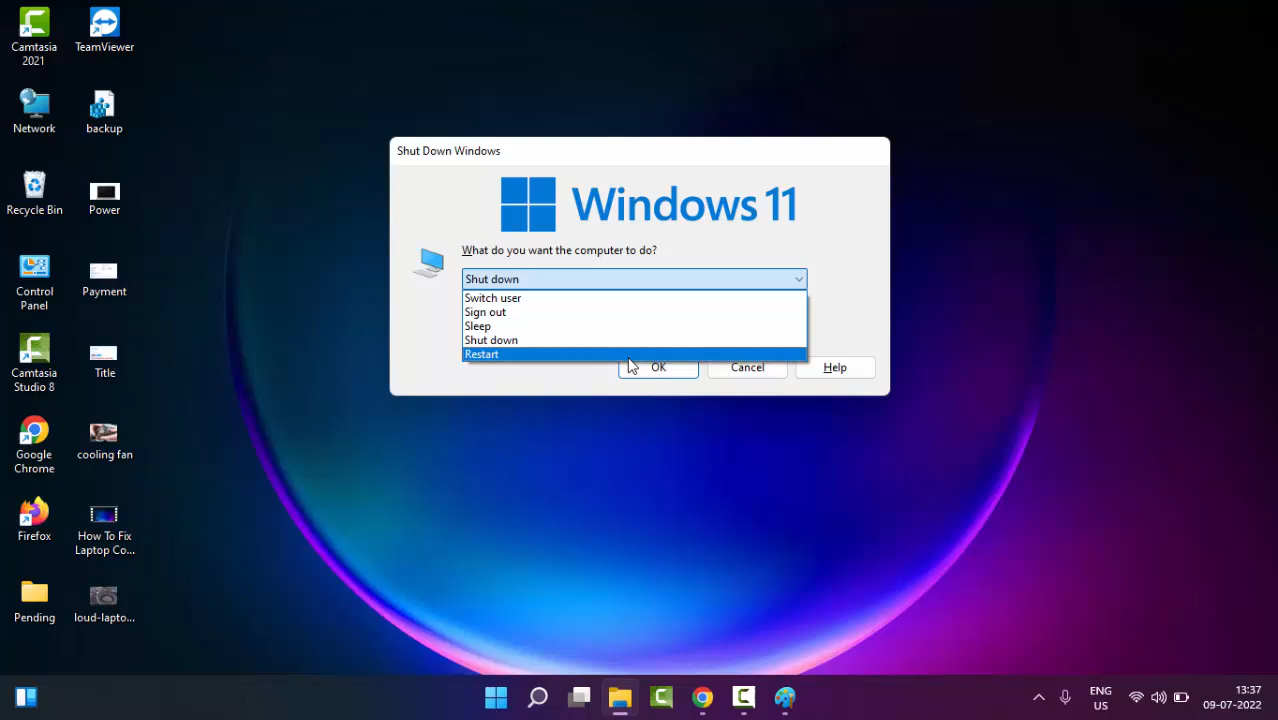 Camtasia
2021
TeamViewer
Network
backup
Recycle Bin
Power
Control
Panel
Payment
Camtasia
Studio 8
Title
Google
Chrome
cooling fan
Firefox
How To Fix
Laptop Co...
Pending
loud-lapto...
Shut Down Windows
Windows 11
What do you want the computer to do?
Shut down
Switch user
Sign out
Sleep
Shut down
Restart
OK
Cancel
Help
ENG
US
13:37
09-07-2022